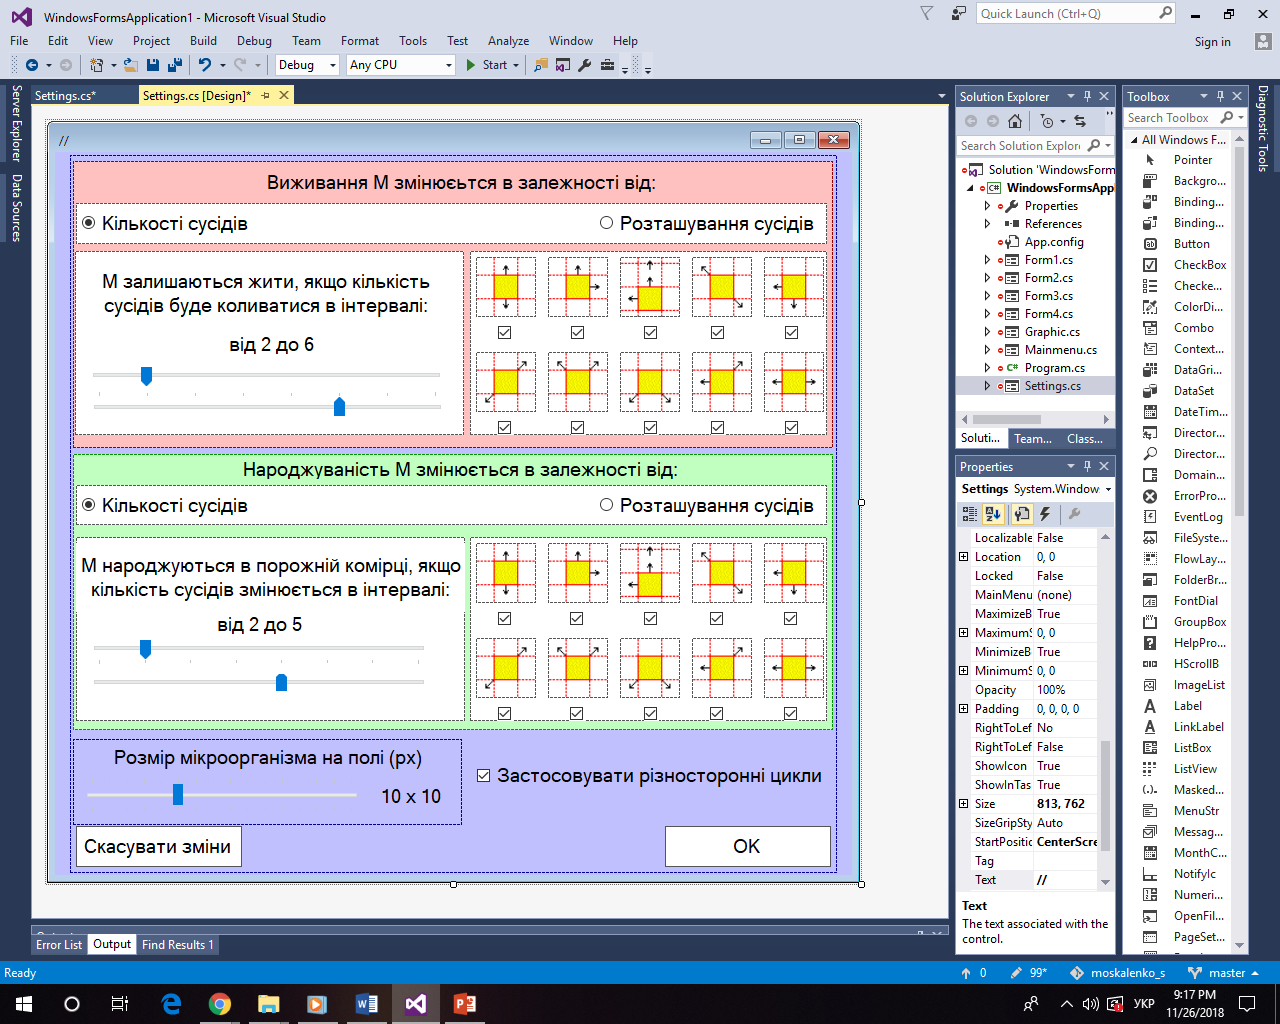 WindowsFormsApplication1 - Microsoft Visual Studio
Quick Launch (Ctrl+Q)
File Edit View Project Build Debug Team Format Tools Test Analyze Window Help
Sign in
Debug Any CPU Start
Server Explorer
Data Sources
Settings.cs*
Settings.cs [Design]*
//
Виживання М змінюєьтся в залежності від:
Кількості сусідів
Розташування сусідів
М залишаються жити, якщо кількість
сусідів буде коливатися в інтервалі:
від 2 до 6
Народжуваність М змінюється в залежності від:
Кількості сусідів
Розташування сусідів
М народжуються в порожній комірці, якщо
кількість сусідів змінюється в інтервалі:
від 2 до 5
Розмір мікроорганізма на полі (px)
10 x 10
Застосовувати різносторонні цикли
Скасувати зміни
OK
Solution Explorer
Search Solution Explor
Solution 'WindowsForm
WindowsFormsAppl
Properties
References
App.config
Form1.cs
Form2.cs
Form3.cs
Form4.cs
Graphic.cs
Mainmenu.cs
Program.cs
Settings.cs
Soluti... Team... Class...
Properties
Settings System.Window
Localizable False
Location 0, 0
Locked False
MainMenu (none)
MaximizeB True
MaximumS 0, 0
MinimizeB True
MinimumS 0, 0
Opacity 100%
Padding 0, 0, 0, 0
RightToLef No
RightToLef False
ShowIcon True
ShowInTas True
Size 813, 762
SizeGripSty Auto
StartPositic CenterScre
Tag
Text //
Text
The text associated with the
control.
Toolbox
Search Toolbox
All Windows F...
Pointer
Backgro...
Binding...
Binding...
Button
CheckBox
Checke...
ColorDi...
Combo
Context...
DataGri...
DataSet
DateTim...
Director...
Director...
Domain...
ErrorPro...
EventLog
FileSyste...
FlowLay...
FolderBr...
FontDial
GroupBox
HelpPro...
HScrollB
ImageList
Label
LinkLabel
ListBox
ListView
Masked...
MenuStr
Messag...
MonthC...
NotifyIc
Numeri...
OpenFil...
PageSet...
Diagnostic Tools
Error List Output Find Results 1
Ready
0 99* moskalenko_s master
УКР
9:17 PM
11/26/2018